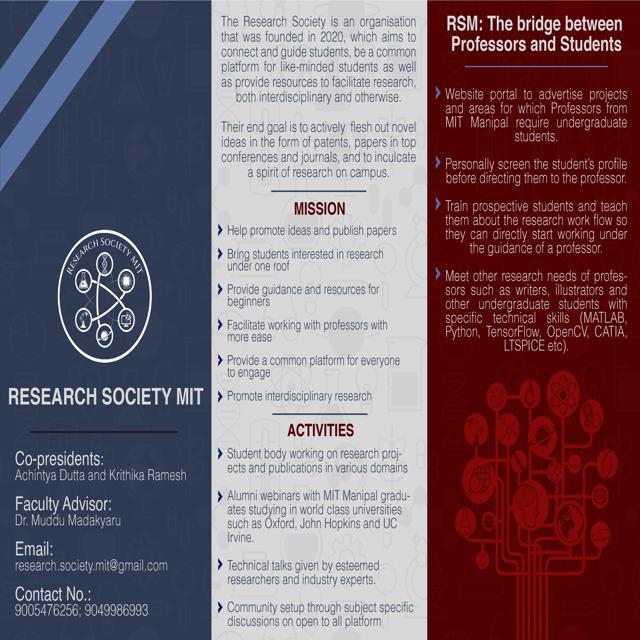 RESEARCH SOCIETY MIT
RESEARCH SOCIETY MIT
Co-presidents:
Achintya Dutta and Krithika Ramesh
Faculty Advisor:
Dr. Muddu Madakyaru
Email:
research.society.mit@gmail.com
Contact No.:
9005476256; 9049986993
The Research Society is an organisation
that was founded in 2020, which aims to
connect and guide students, be a common
platform for like-minded students as well
as provide resources to facilitate research,
both interdisciplinary and otherwise.
Their end goal is to actively flesh out novel
ideas in the form of patents, papers in top
conferences and journals, and to inculcate
a spirit of research on campus.
MISSION
Help promote ideas and publish papers
Bring students interested in research
under one roof
Provide guidance and resources for
beginners
Facilitate working with professors with
more ease
Provide a common platform for everyone
to engage
Promote interdisciplinary research
ACTIVITIES
Student body working on research proj-
ects and publications in various domains
Alumni webinars with MIT Manipal gradu-
ates studying in world class universities
such as Oxford, John Hopkins and UC
Irvine.
Technical talks given by esteemed
researchers and industry experts.
Community setup through subject specific
discussions on open to all platform
RSM: The bridge between
Professors and Students
Website portal to advertise projects
and areas for which Professors from
MIT Manipal require undergraduate
students.
Personally screen the student's profile
before directing them to the professor.
Train prospective students and teach
them about the research work flow so
they can directly start working under
the guidance of a professor.
Meet other research needs of profes-
sors such as writers, illustrators and
other undergraduate students with
specific technical skills (MATLAB,
Python, TensorFlow, OpenCV, CATIA,
LTSPICE etc).